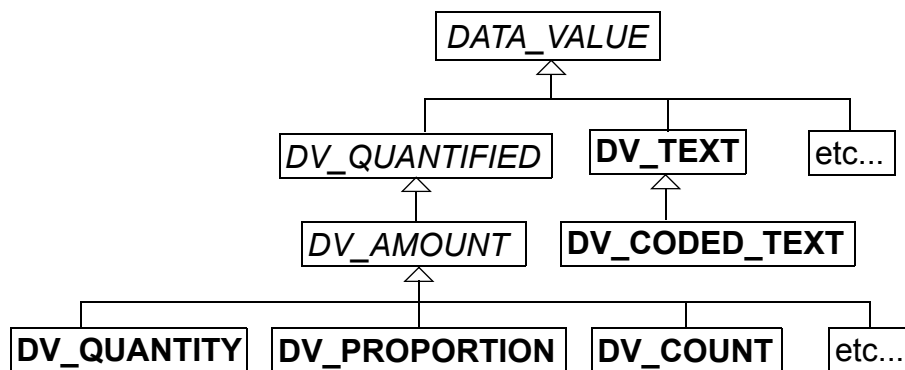 DATA_VALUE
DV_QUANTIFIED DV_TEXT etc...
DV_AMOUNT DV_CODED_TEXT
DV_QUANTITY DV_PROPORTION DV_COUNT etc...